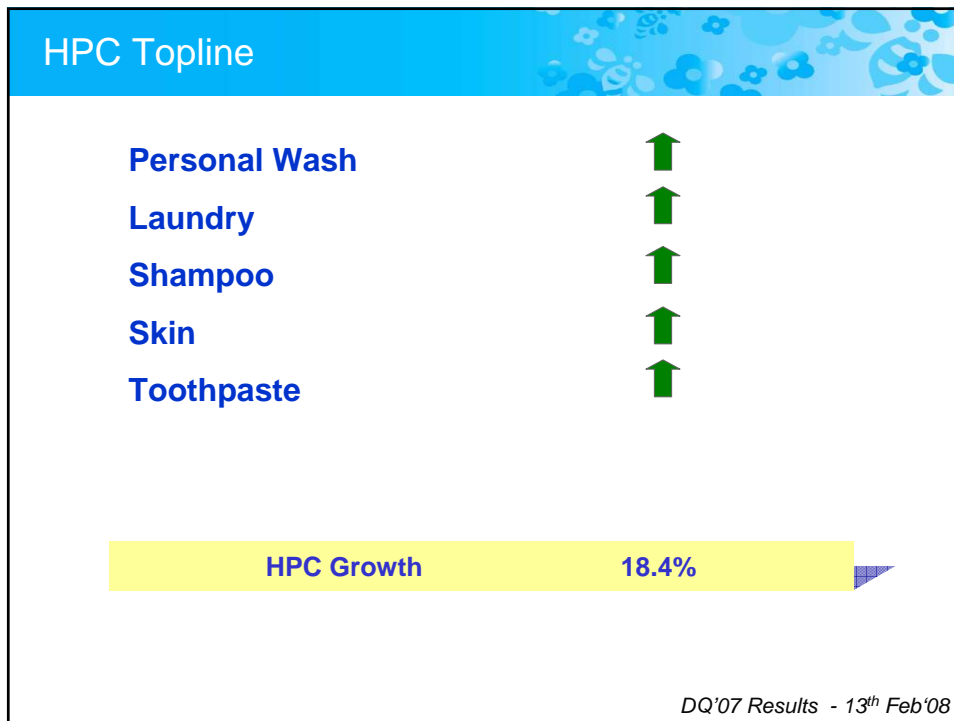 HPC Topline
Personal Wash
Laundry
Shampoo
Skin
Toothpaste
HPC Growth 18.4%
DQ'07 Results - 13th Feb‘08